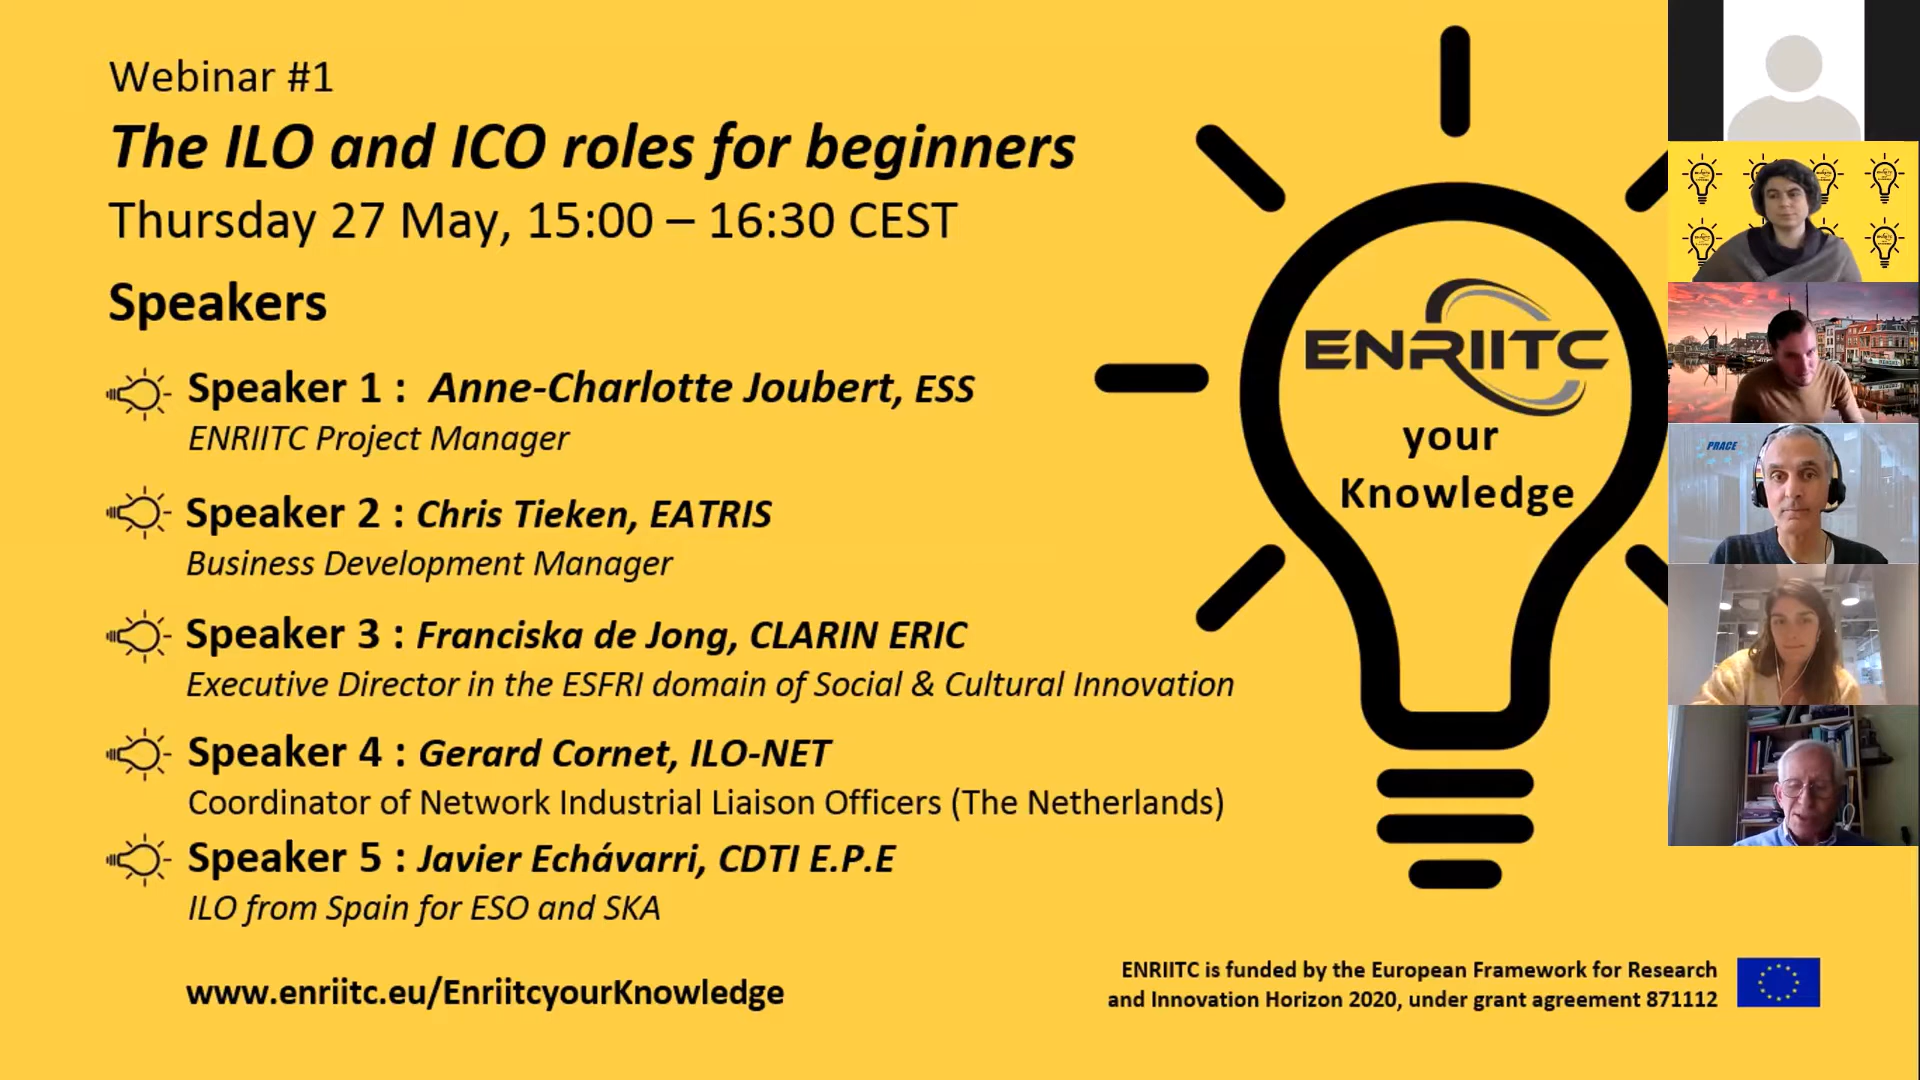 Webinar #1
The ILO and ICO roles for beginners
Thursday 27 May, 15:00 – 16:30 CEST
Speakers
Speaker 1 : Anne-Charlotte Joubert, ESS
ENRIITC Project Manager
Speaker 2 : Chris Tieken, EATRIS
Business Development Manager
Speaker 3 : Franciska de Jong, CLARIN ERIC
Executive Director in the ESFRI domain of Social & Cultural Innovation
Speaker 4 : Gerard Cornet, ILO-NET
Coordinator of Network Industrial Liaison Officers (The Netherlands)
Speaker 5 : Javier Echávarri, CDTI E.P.E
ILO from Spain for ESO and SKA
www.enriitc.eu/EnriitcyourKnowledge
ENRIITC
your
Knowledge
ENRIITC is funded by the European Framework for Research
and Innovation Horizon 2020, under grant agreement 871112
PRACE